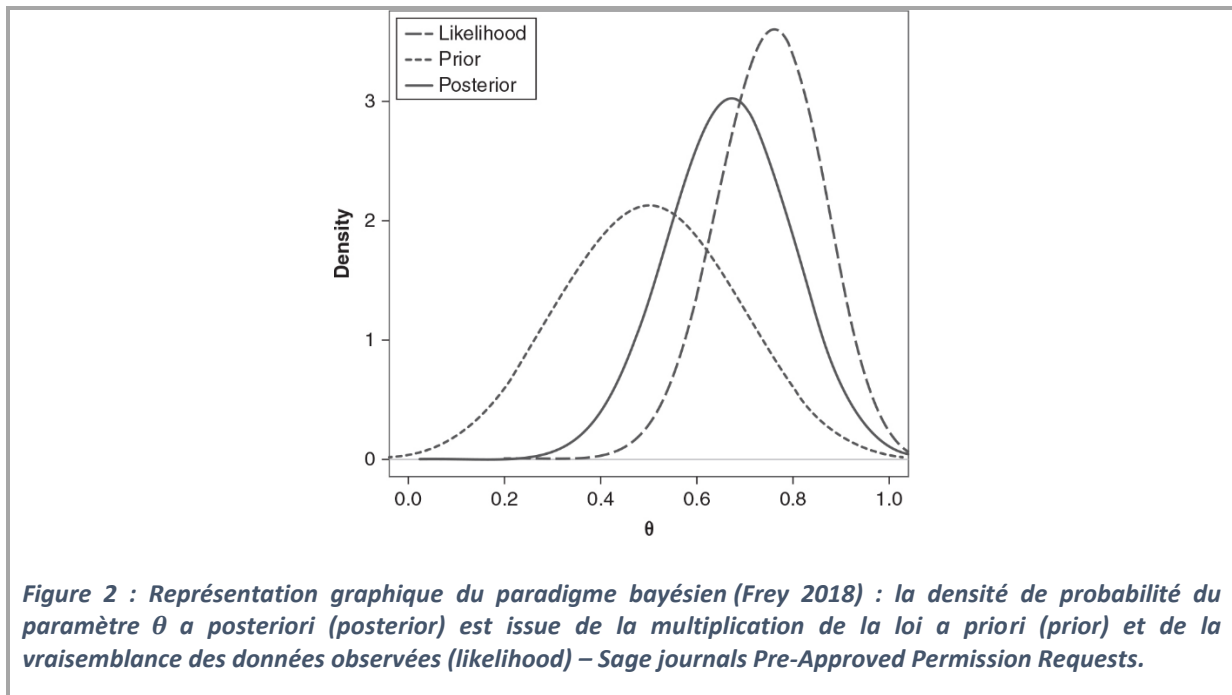 Likelihood
Prior
Posterior
3
2
1
0
Density
0.0 0.2 0.4 0.6 0.8 1.0
θ
Figure 2 : Représentation graphique du paradigme bayésien (Frey 2018) : la densité de probabilité du
paramètre θ a posteriori (posterior) est issue de la multiplication de la loi a priori (prior) et de la
vraisemblance des données observées (likelihood) – Sage journals Pre-Approved Permission Requests.